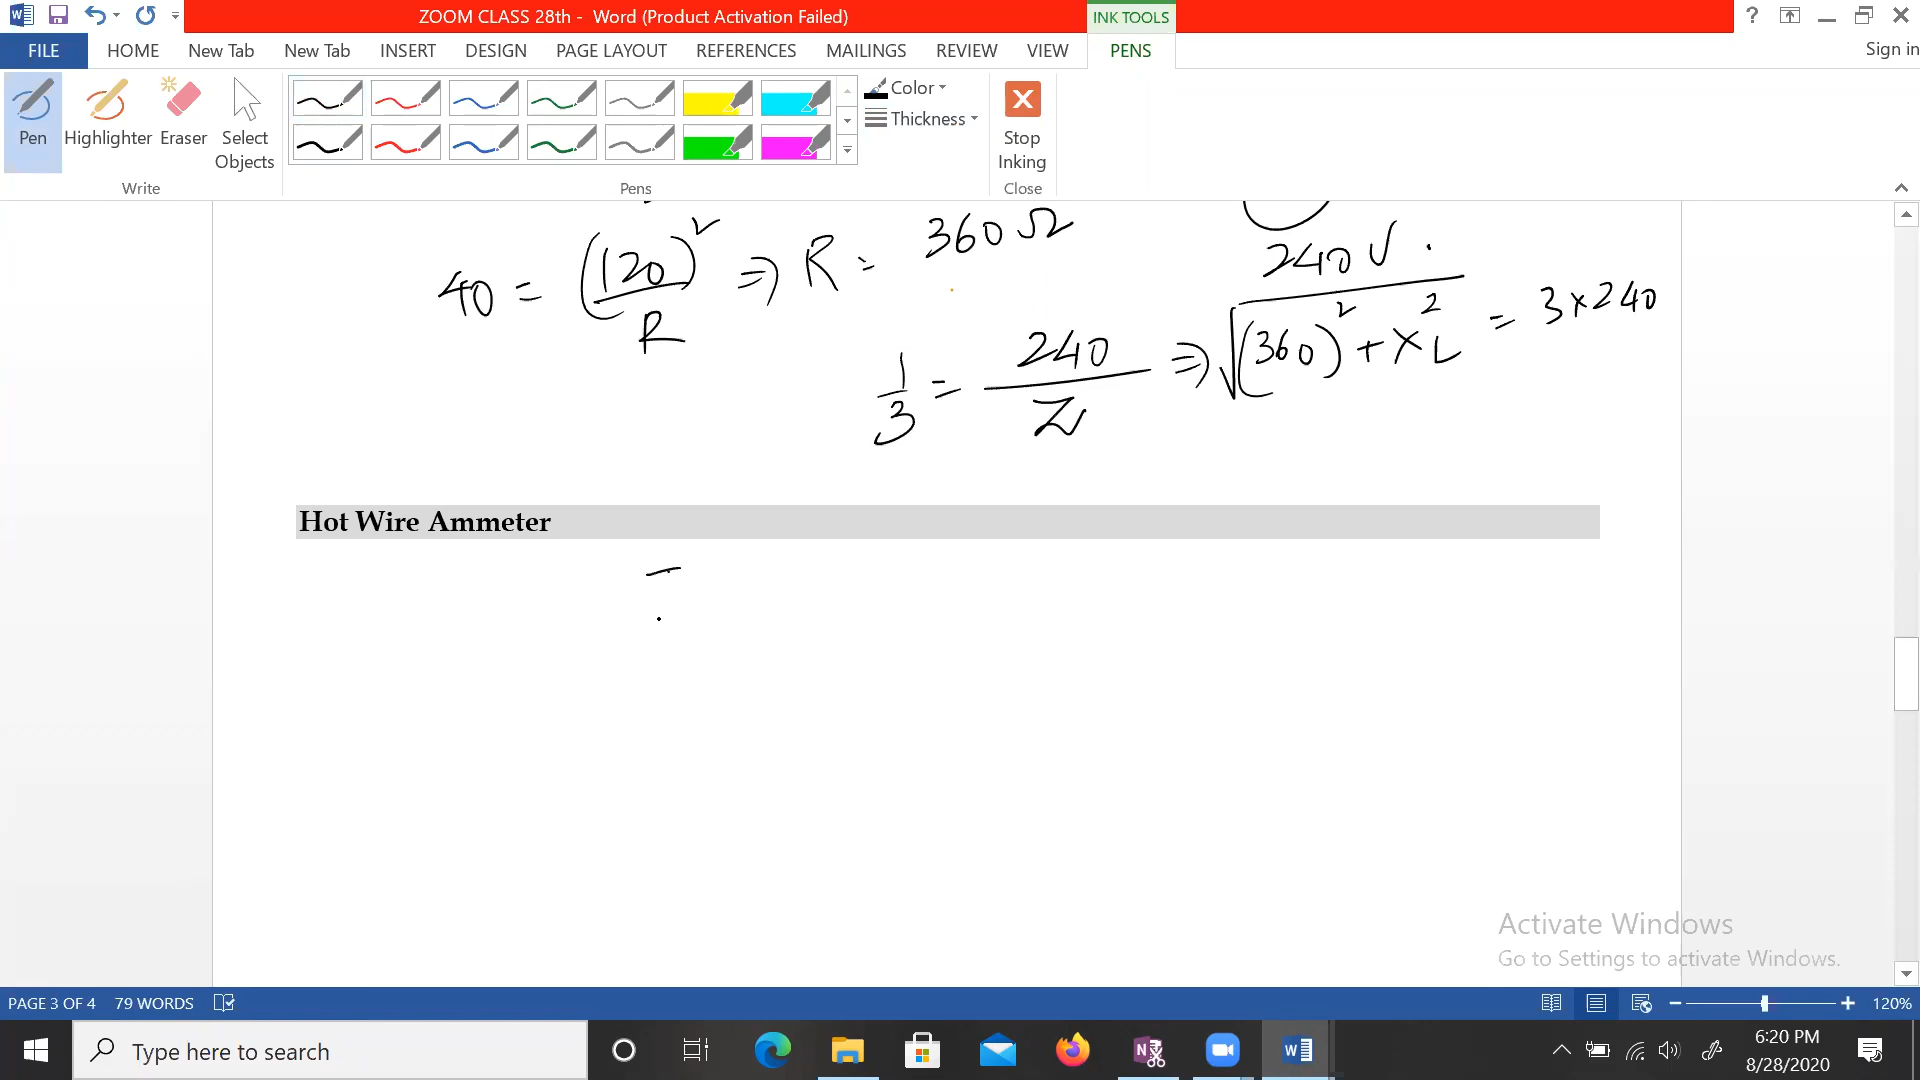 ZOOM CLASS 28th - Word (Product Activation Failed)
INK TOOLS
?
FILE HOME New Tab New Tab INSERT DESIGN PAGE LAYOUT REFERENCES MAILINGS REVIEW VIEW PENS Sign in
Pen Highlighter Eraser Select Objects
Color
Thickness
Stop Inking
Write Pens Close
40 = (120)²/R ⇒ R = 360 Ω
240 V.
1/3 = 240/Z ⇒ √(360)² + X_L² = 3×240
Hot Wire Ammeter
Activate Windows
Go to Settings to activate Windows.
PAGE 3 OF 4 79 WORDS 120%
Type here to search
N
6:20 PM
8/28/2020